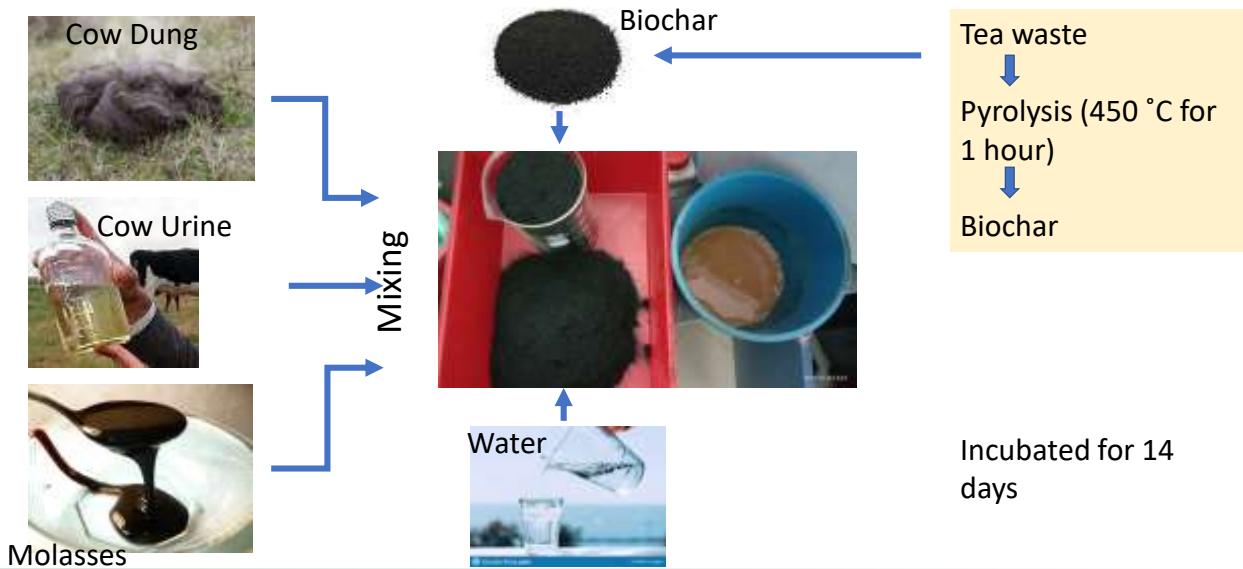 Cow Dung
Biochar
Tea waste
Pyrolysis (450 ˚C for
1 hour)
Biochar
Cow Urine
Mixing
Water
Molasses
Incubated for 14
days